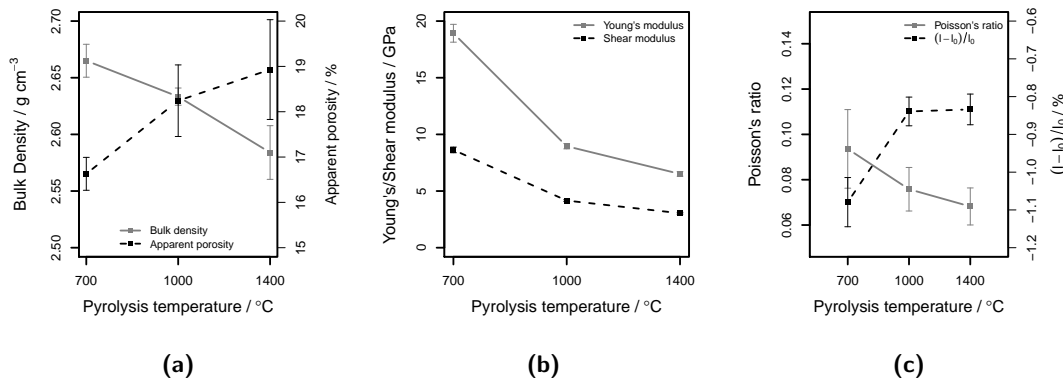 2.70
2.65
2.60
2.55
2.50
Bulk Density / g cm⁻³
20
19
18
17
16
15
Apparent porosity / %
Bulk density
Apparent porosity
700
1000
1400
Pyrolysis temperature / °C
(a)
20
15
10
5
0
Young's/Shear modulus / GPa
Young's modulus
Shear modulus
700
1000
1400
Pyrolysis temperature / °C
(b)
0.14
0.12
0.10
0.08
0.06
Poisson's ratio
Poisson's ratio
(l−l₀)/l₀
−0.6
−0.7
−0.8
−0.9
−1.0
−1.1
−1.2
(l−l₀)/l₀ / %
700
1000
1400
Pyrolysis temperature / °C
(c)